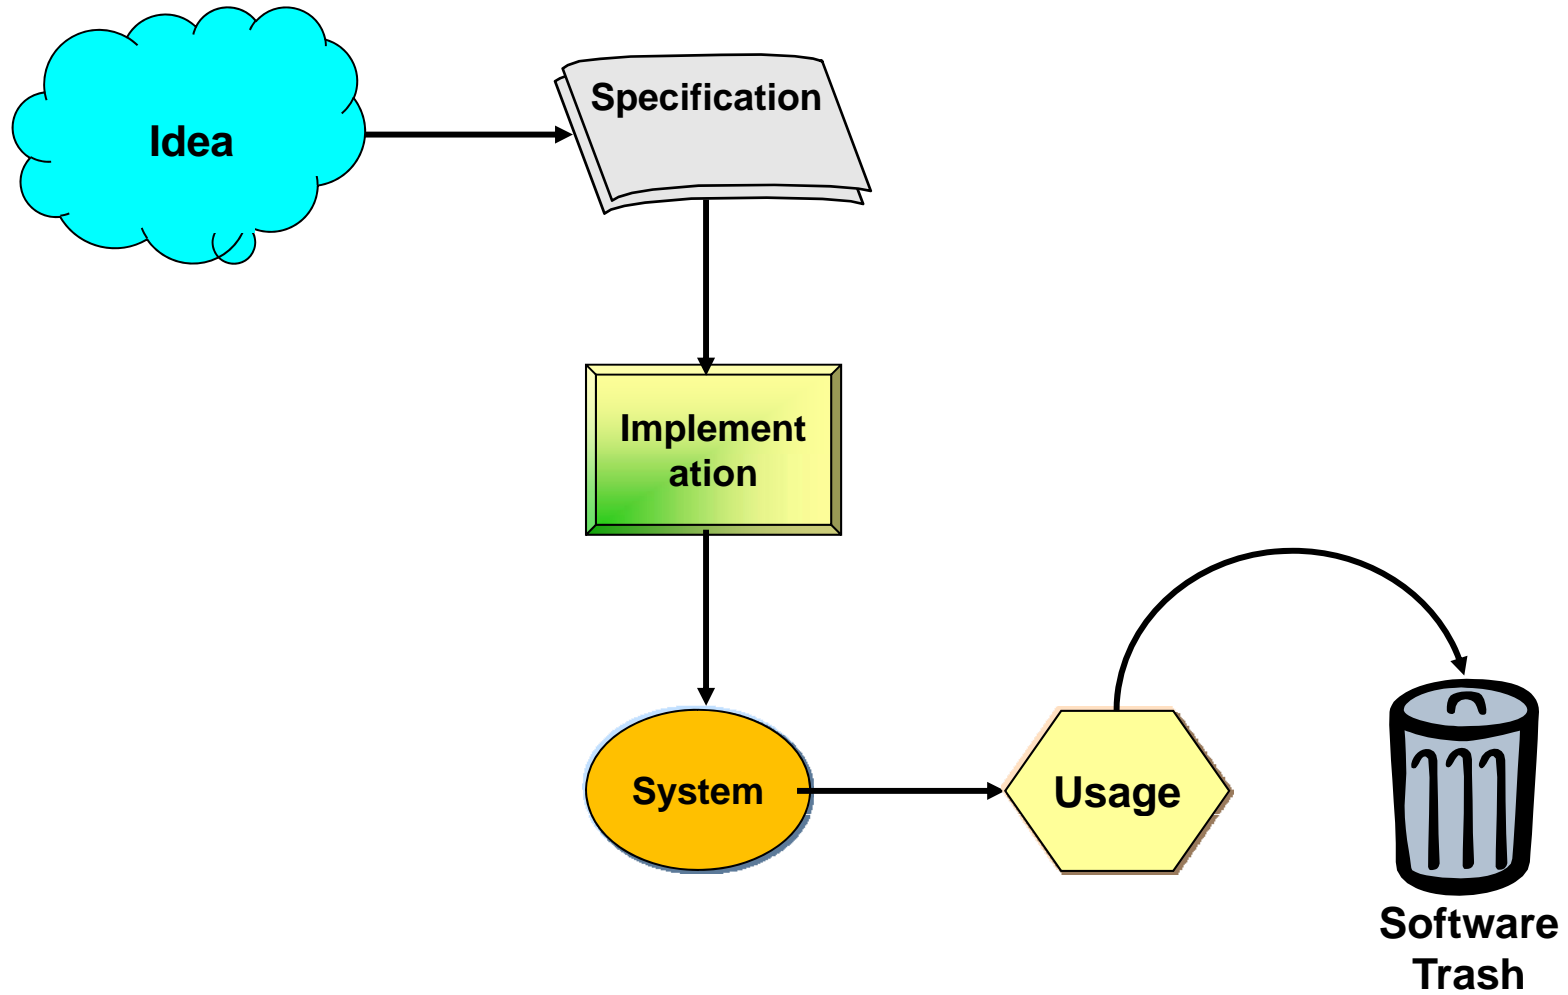 Idea
Specification
Implement
ation
System
Usage
Software
Trash